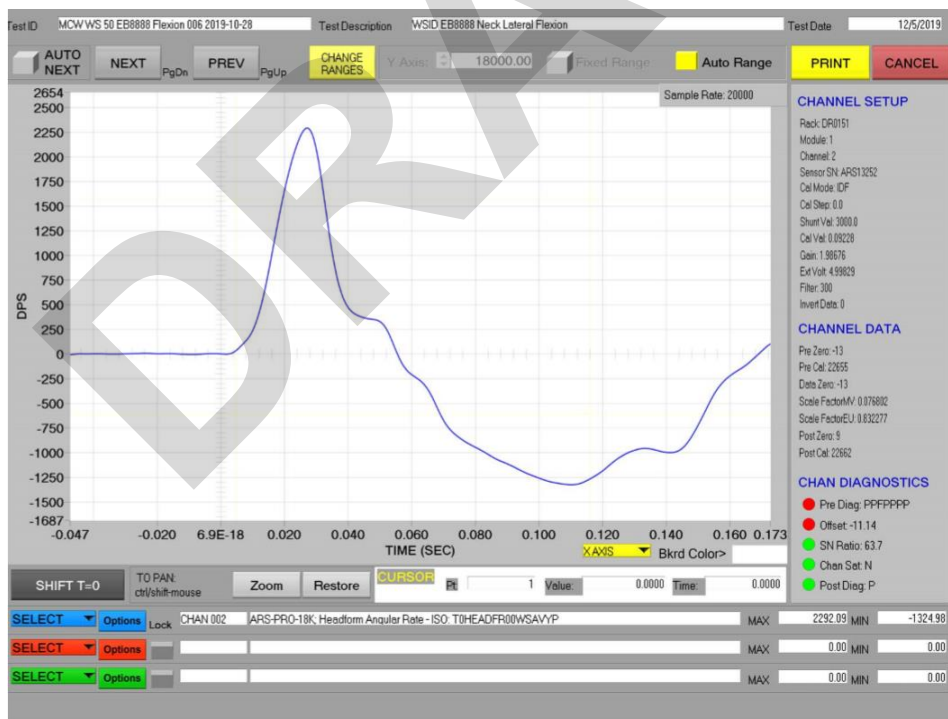 Test ID MCW WS 50 EB8888 Flexion 006 2019-10-28 Test Description WSID EB8888 Neck Lateral Flexion Test Date 12/5/2019
AUTO NEXT NEXT PgDn PREV PgUp CHANGE RANGES Y Axis: 18000.00 Fixed Range Auto Range PRINT CANCEL
Sample Rate: 20000
2654
2500
2250
2000
1750
1500
1250
1000
750
500
250
0
-250
-500
-750
-1000
-1250
-1500
-1687
DPS
-0.047 -0.020 6.9E-18 0.020 0.040 0.060 0.080 0.100 0.120 0.140 0.160 0.173
TIME (SEC) X AXIS Bkrd Color>
DRA
CHANNEL SETUP
Rack: DR0151
Module: 1
Channel: 2
Sensor SN: ARS13252
Cal Mode: IDF
Cal Step: 0.0
Shunt Val: 3000.0
Cal Val: 0.09228
Gain: 1.98676
Ext Volt: 4.99829
Filter: 300
Invert Data: 0
CHANNEL DATA
Pre Zero: -13
Pre Cal: 22655
Data Zero: -13
Scale FactorMV: 0.076802
Scale FactorEU: 0.832277
Post Zero: 9
Post Cal: 22662
CHAN DIAGNOSTICS
Pre Diag: PPFPPPP
Offset: -11.14
SN Ratio: 63.7
Chan Sat: N
Post Diag: P
SHIFT T=0 TO PAN: ctrl/shift-mouse Zoom Restore CURSOR Pt 1 Value: 0.0000 Time: 0.0000
SELECT Options Lock CHAN 002 ARS-PRO-18K; Headform Angular Rate - ISO: T0HEADFR00WSAVYP MAX 2292.09 MIN -1324.98
SELECT Options MAX 0.00 MIN 0.00
SELECT Options MAX 0.00 MIN 0.00